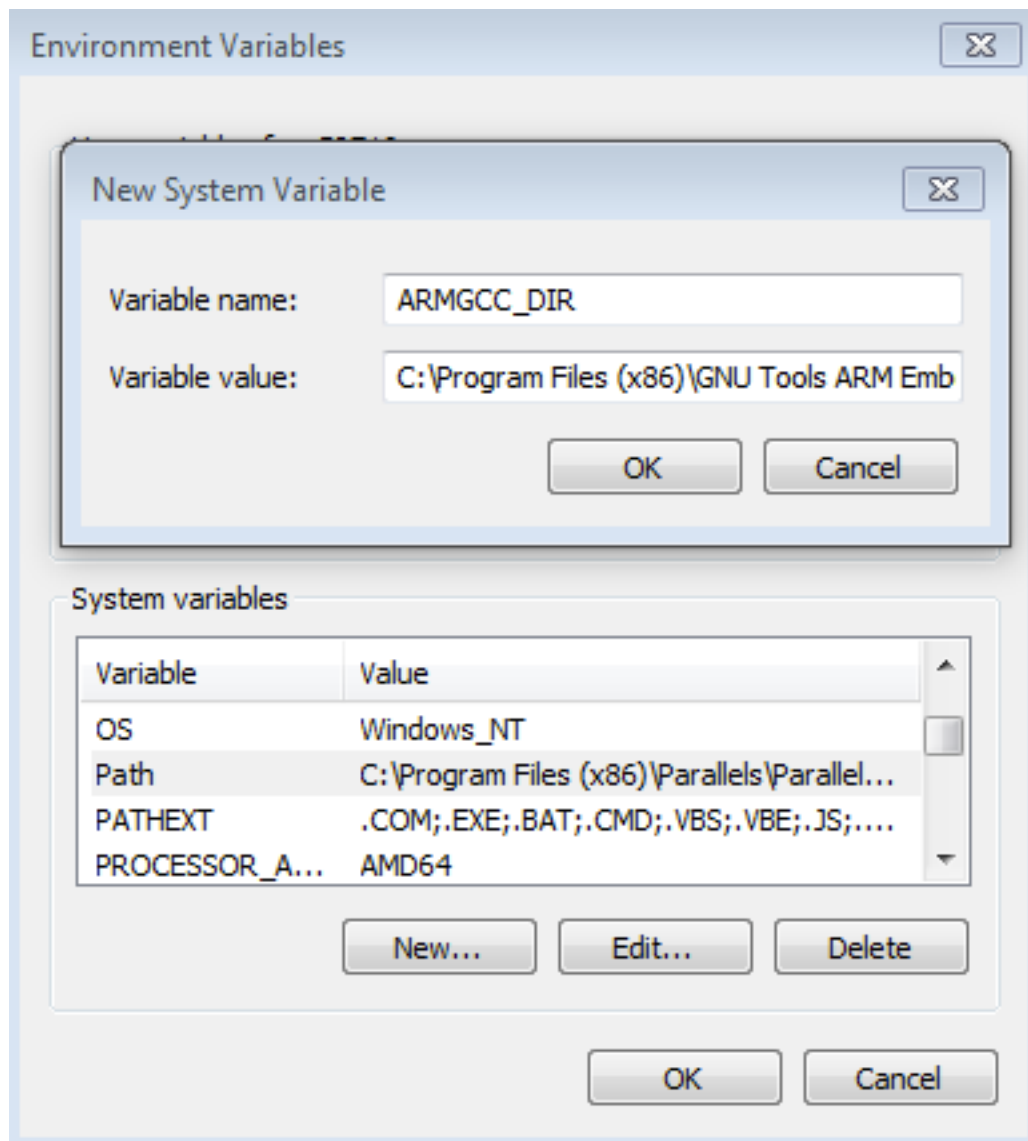 Environment Variables
New System Variable
Variable name: ARMGCC_DIR
Variable value: C:\Program Files (x86)\GNU Tools ARM Emb
OK Cancel
System variables
Variable Value
OS Windows_NT
Path C:\Program Files (x86)\Parallels\Parallel...
PATHEXT .COM;.EXE;.BAT;.CMD;.VBS;.VBE;.JS;....
PROCESSOR_A... AMD64
New... Edit... Delete
OK Cancel